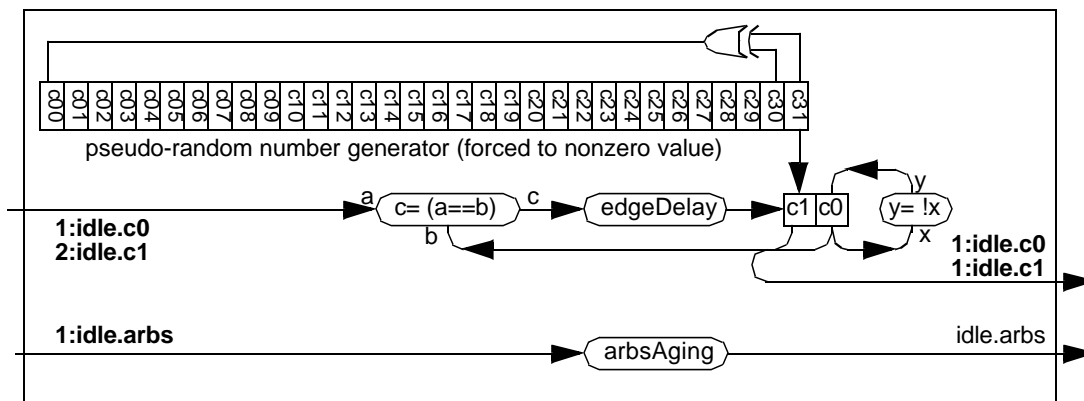 c00 c01 c02 c03 c04 c05 c06 c07 c08 c09 c10 c11 c12 c13 c14 c15 c16 c17 c18 c19 c20 c21 c22 c23 c24 c25 c26 c27 c28 c29 c30 c31
pseudo-random number generator (forced to nonzero value)
y
a c= (a==b) c edgeDelay c1 c0 y= !x
b x
1:idle.c0 1:idle.c0
2:idle.c1 1:idle.c1
1:idle.arbs idle.arbs
arbsAging